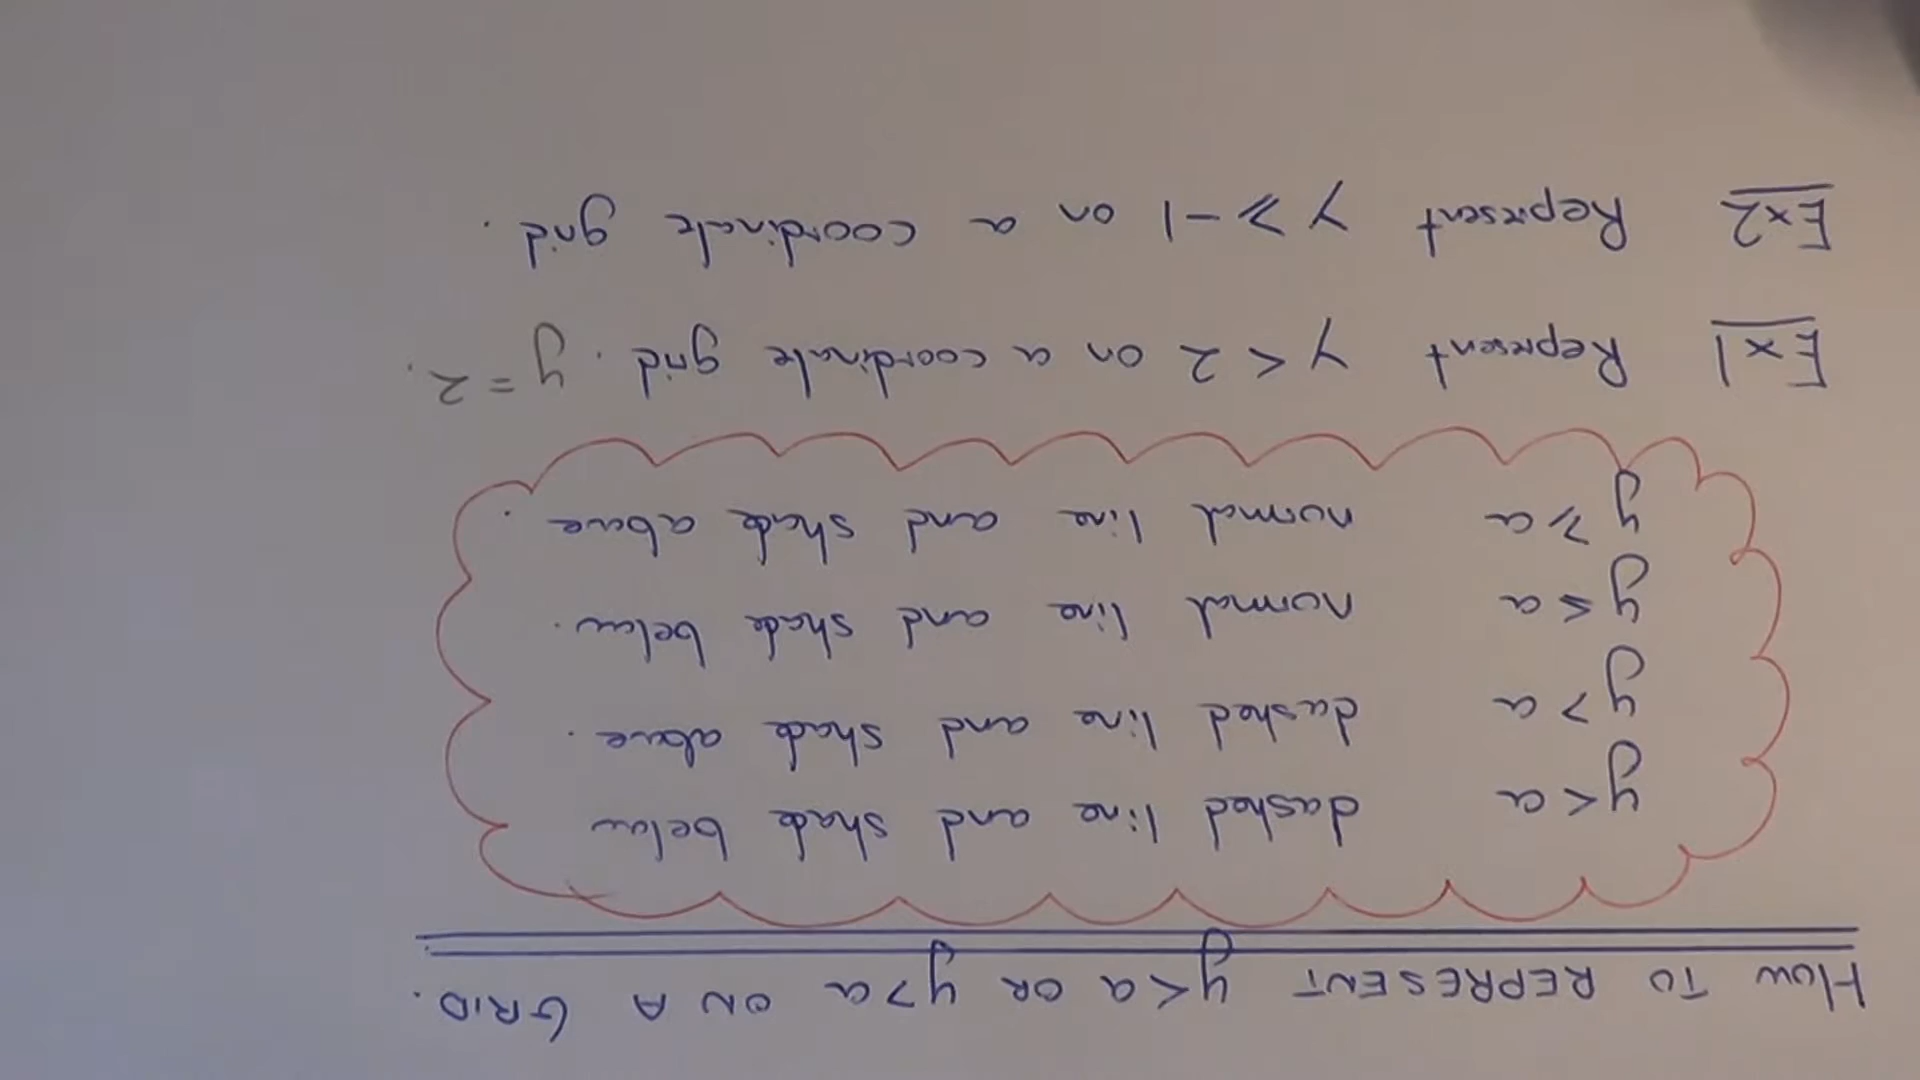 How TO REPRESENT y<a OR y>a ON A GRID.
y<a dashed line and shade below
y>a dashed line and shade above.
y≤a normal line and shade below.
y⩾a normal line and shade above.
Ex1 Represent y<2 on a coordinate grid. y=2.
Ex2 Represent y⩾-1 on a coordinate grid.